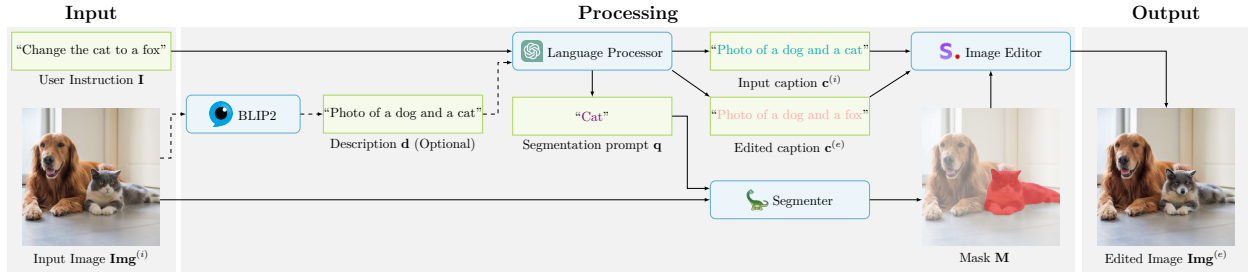 Input
Processing
Output
“Change the cat to a fox”
User Instruction I
BLIP2
“Photo of a dog and a cat”
Description d (Optional)
Language Processor
“Cat”
Segmentation prompt q
“Photo of a dog and a cat”
Input caption c^(i)
“Photo of a dog and a fox”
Edited caption c^(e)
S. Image Editor
Segmenter
Input Image Img^(i)
Mask M
Edited Image Img^(e)